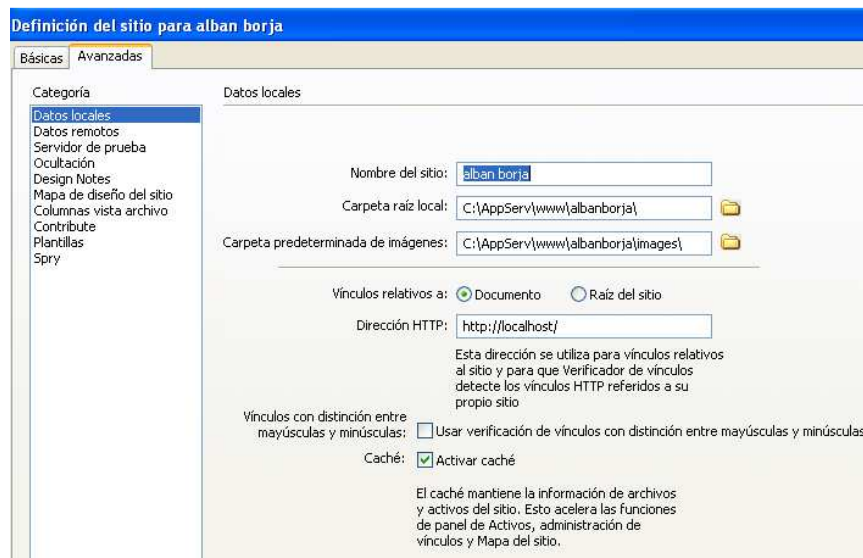 Definición del sitio para alban borja
Básicas Avanzadas
Categoría
Datos locales
Datos remotos
Servidor de prueba
Ocultación
Design Notes
Mapa de diseño del sitio
Columnas vista archivo
Contribute
Plantillas
Spry
Datos locales
Nombre del sitio: alban borja
Carpeta raíz local: C:\AppServ\www\albanborja\
Carpeta predeterminada de imágenes: C:\AppServ\www\albanborja\images\
Vínculos relativos a: Documento Raíz del sitio
Dirección HTTP: http://localhost/
Esta dirección se utiliza para vínculos relativos
al sitio y para que Verificador de vínculos
detecte los vínculos HTTP referidos a su
propio sitio
Vínculos con distinción entre
mayúsculas y minúsculas: Usar verificación de vínculos con distinción entre mayúsculas y minúsculas
Caché: Activar caché
El caché mantiene la información de archivos
y activos del sitio. Esto acelera las funciones
de panel de Activos, administración de
vínculos y Mapa del sitio.